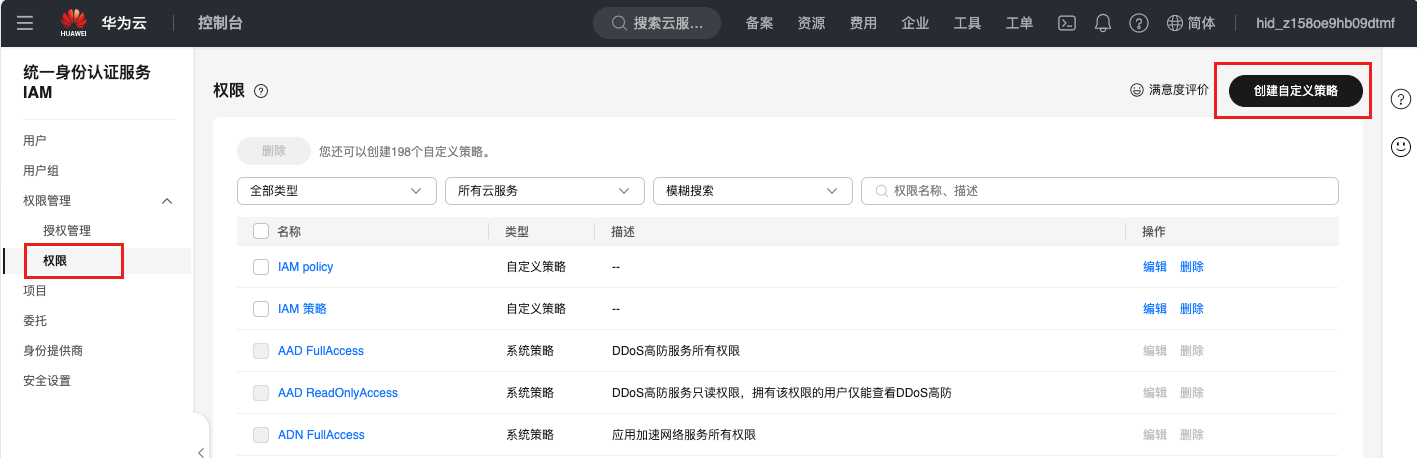 HUAWEI
华为云
控制台
搜索云服...
备案
资源
费用
企业
工具
工单
简体
hid_z158oe9hb09dtmf
统一身份认证服务
IAM
用户
用户组
权限管理
授权管理
权限
项目
委托
身份提供商
安全设置
权限
满意度评价
创建自定义策略
删除
您还可以创建198个自定义策略。
全部类型
所有云服务
模糊搜索
权限名称、描述
名称 类型 描述 操作
IAM policy 自定义策略 -- 编辑 删除
IAM 策略 自定义策略 -- 编辑 删除
AAD FullAccess 系统策略 DDoS高防服务所有权限 编辑 删除
AAD ReadOnlyAccess 系统策略 DDoS高防服务只读权限，拥有该权限的用户仅能查看DDoS高防 编辑 删除
ADN FullAccess 系统策略 应用加速网络服务所有权限 编辑 删除